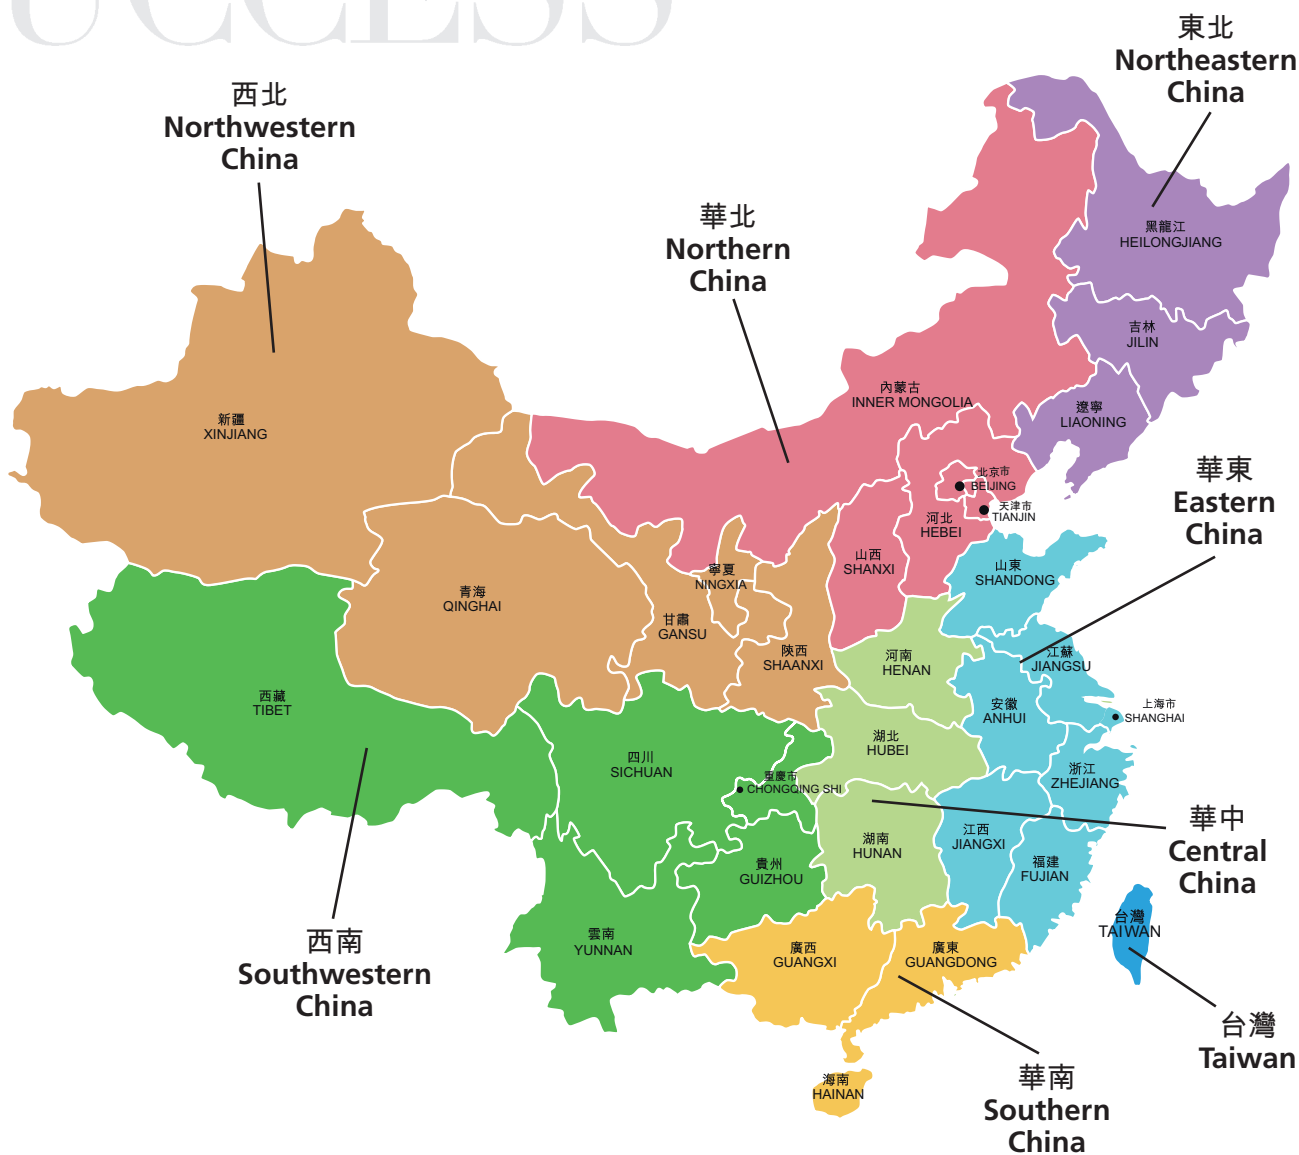 UCCESS
東北
Northeastern
China
西北
Northwestern
China
華北
Northern
China
黑龍江
HEILONGJIANG
吉林
JILIN
內蒙古
INNER MONGOLIA
遼寧
LIAONING
新疆
XINJIANG
華東
Eastern
China
北京市
BEIJING
天津市
TIANJIN
河北
HEBEI
山西
SHANXI
山東
SHANDONG
寧夏
NINGXIA
青海
QINGHAI
甘肅
GANSU
陝西
SHAANXI
河南
HENAN
江蘇
JIANGSU
西藏
TIBET
安徽
ANHUI
上海市
SHANGHAI
湖北
HUBEI
四川
SICHUAN
重慶市
CHONGQING SHI
浙江
ZHEJIANG
華中
Central
China
江西
JIANGXI
湖南
HUNAN
福建
FUJIAN
貴州
GUIZHOU
台灣
TAIWAN
雲南
YUNNAN
廣西
GUANGXI
廣東
GUANGDONG
西南
Southwestern
China
台灣
Taiwan
海南
HAINAN
華南
Southern
China